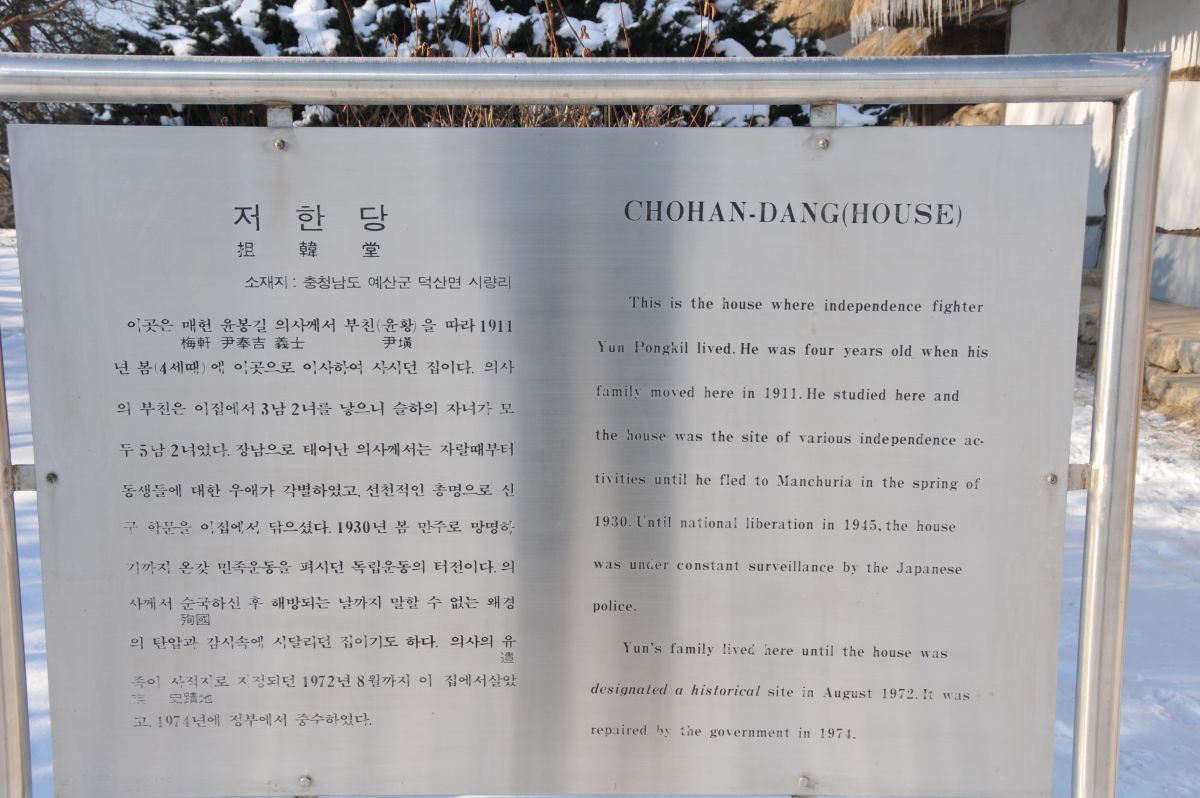 저 한 당
抯 韓 堂
소재지 : 충청남도 예산군 덕산면 시량리
이곳은 매헌 윤봉길 의사께서 부친(윤황)을 따라 1911
梅軒 尹奉吉 義士 尹墴
년 봄(4세때)에 이곳으로 이사하여 사시던 집이다. 의사
의 부친은 이집에서 3남 2녀를 낳으니 슬하의 자녀가 모
두 5남 2녀였다. 장남으로 태어난 의사께서는 자랄때부터
동생들에 대한 우애가 각별하였고, 선천적인 총명으로 신
구 학문을 이집에서 닦으셨다. 1930년 봄 만주로 망명하
기까지 온갖 민족운동을 펴시던 독립운동의 터전이다. 의
사께서 순국하신 후 해방되는 날까지 말할 수 없는 왜경
殉國
의 탄압과 감시속에 시달리던 집이기도 하다. 의사의 유
遺
족이 사적지로 지정되던 1972년 8월까지 이 집에서살았
族 史蹟地
고, 1974년에 정부에서 중수하였다.
CHOHAN-DANG(HOUSE)
This is the house where independence fighter
Yun Pongkil lived. He was four years old when his
family moved here in 1911. He studied here and
the house was the site of various independence ac-
tivities until he fled to Manchuria in the spring of
1930. Until national liberation in 1945, the house
was under constant surveillance by the Japanese
police.
Yun's family lived here until the house was
designated a historical site in August 1972. It was
repaired by the government in 1974.